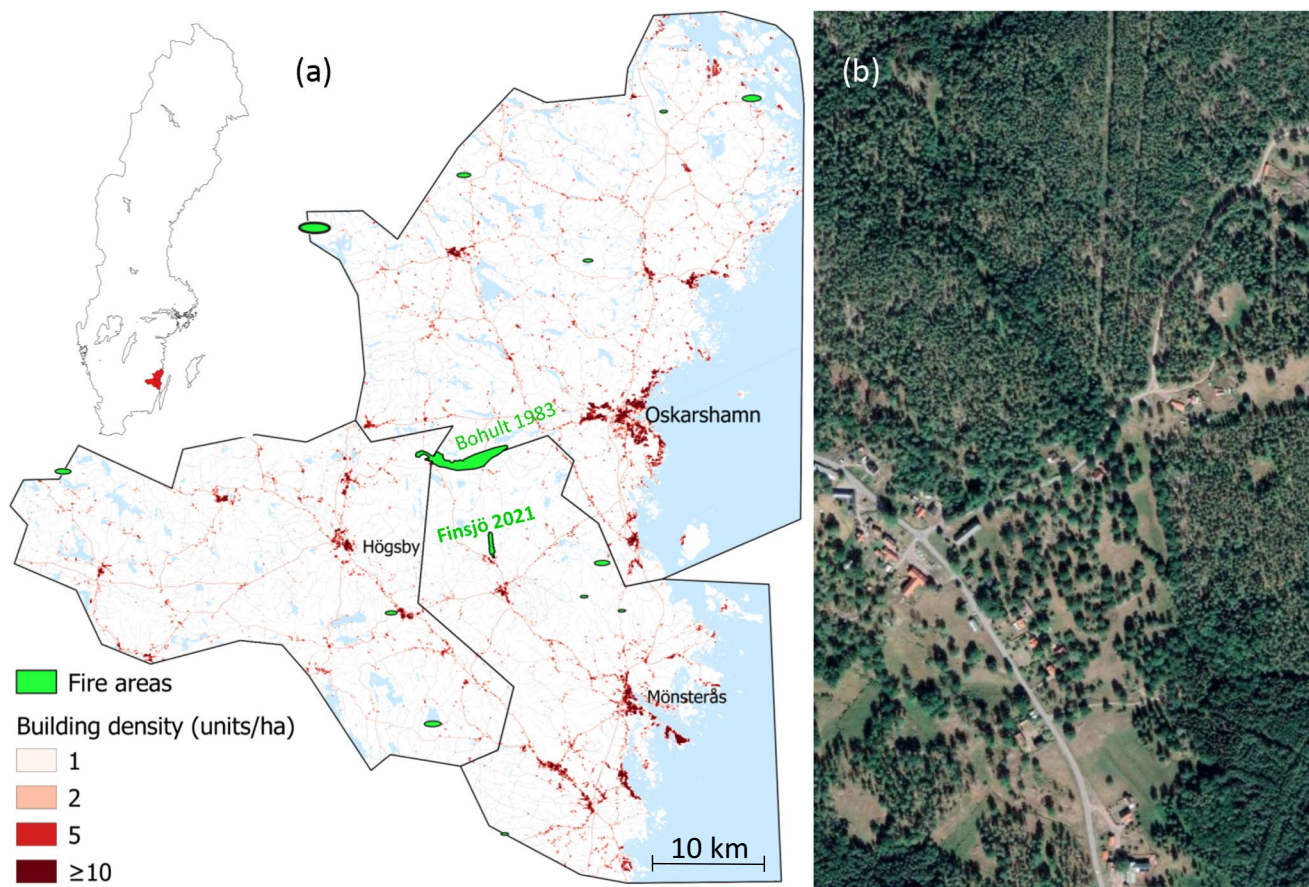 (a)
(b)
Bohult 1983
Oskarshamn
Finsjö 2021
Högsby
Mönsterås
Fire areas
Building density (units/ha)
1
2
5
≥10
10 km